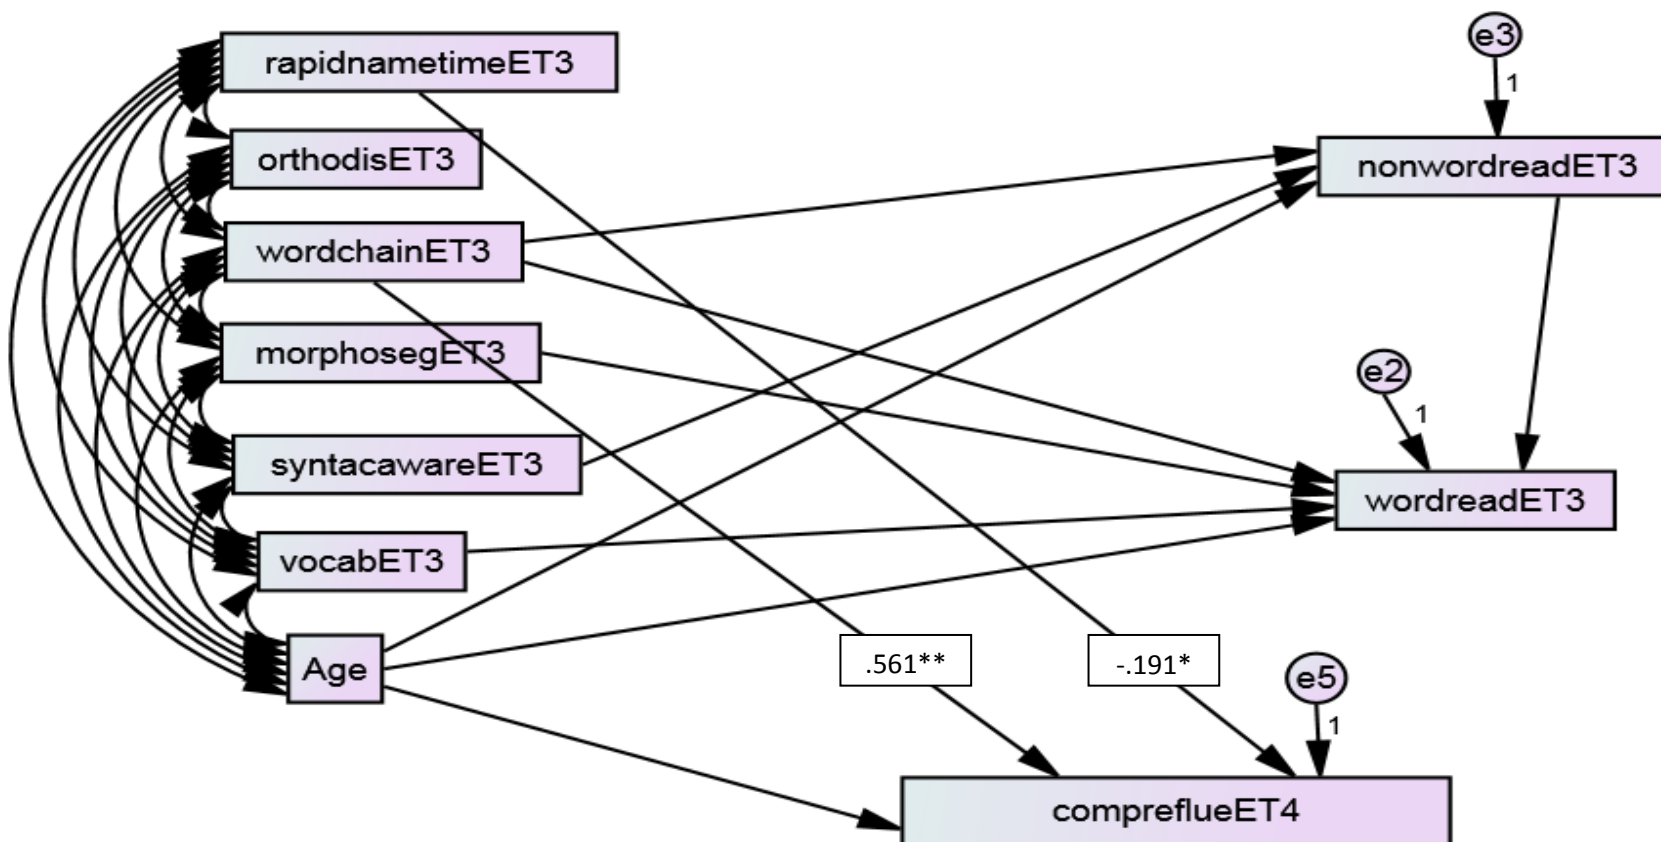 e3
1
rapidnametimeET3
orthodisET3
nonwordreadET3
wordchainET3
morphosegET3
e2
1
syntacawareET3
wordreadET3
vocabET3
Age
.561**
-.191*
e5
1
compreflueET4